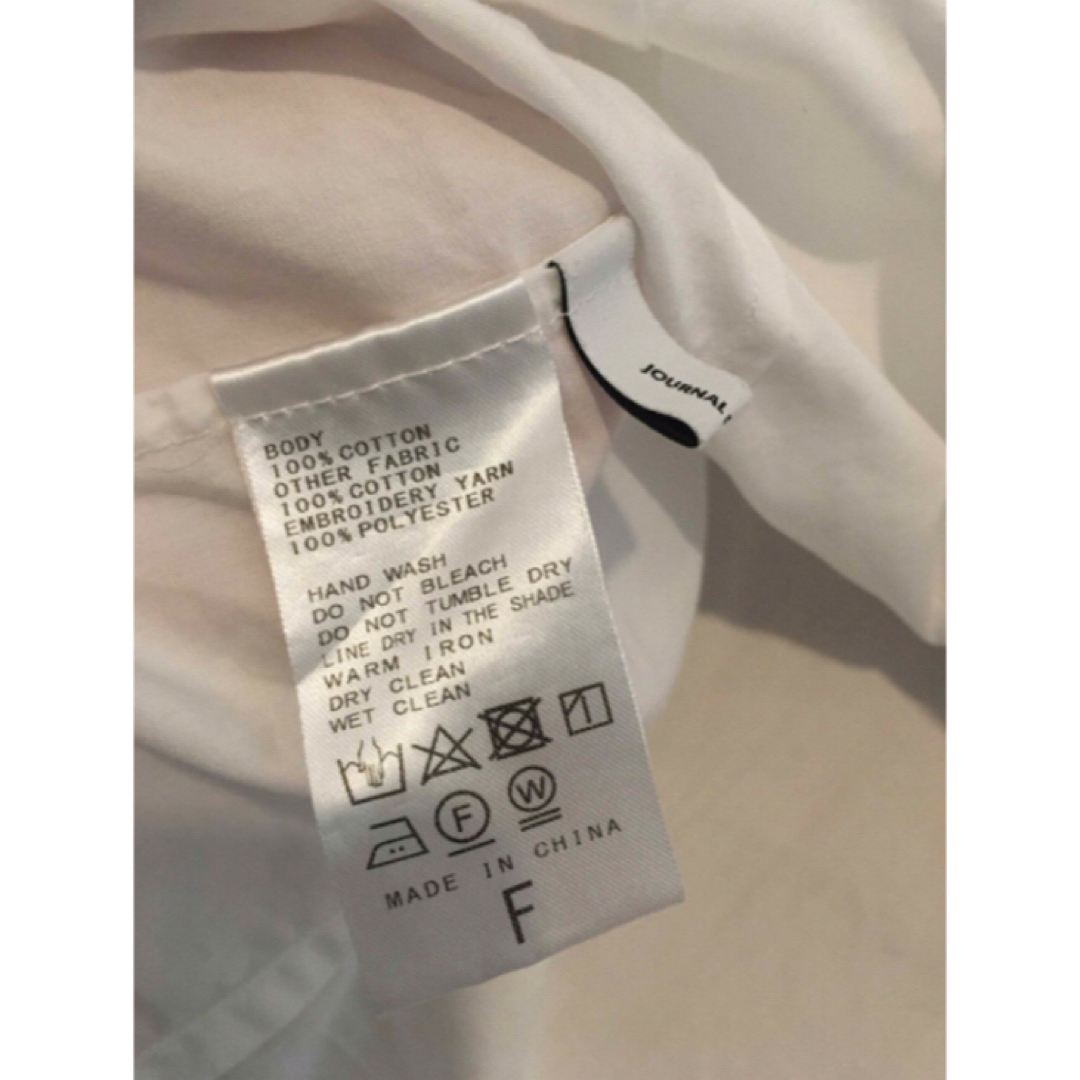 BODY
100% COTTON
OTHER FABRIC
100% COTTON
EMBROIDERY YARN
100% POLYESTER
HAND WASH
DO NOT BLEACH
DO NOT TUMBLE DRY
LINE DRY IN THE SHADE
WARM IRON
DRY CLEAN
WET CLEAN
F
W
MADE IN CHINA
F
JOURNAL